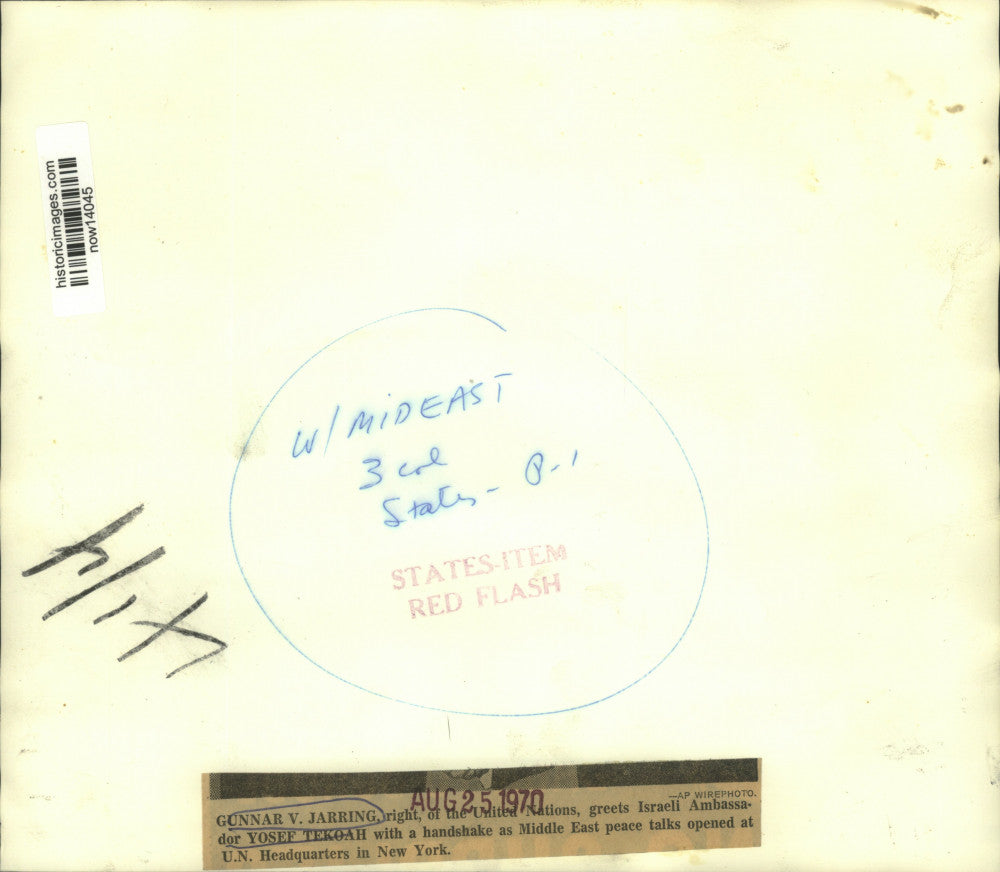 historicimages.com
now14045
W/ MIDEAST
3 col
States - P-1
STATES-ITEM
RED FLASH
AUG 25 1970
—AP WIREPHOTO.
GUNNAR V. JARRING, right, of the United Nations, greets Israeli Ambassa-
dor YOSEF TEKOAH with a handshake as Middle East peace talks opened at
U.N. Headquarters in New York.